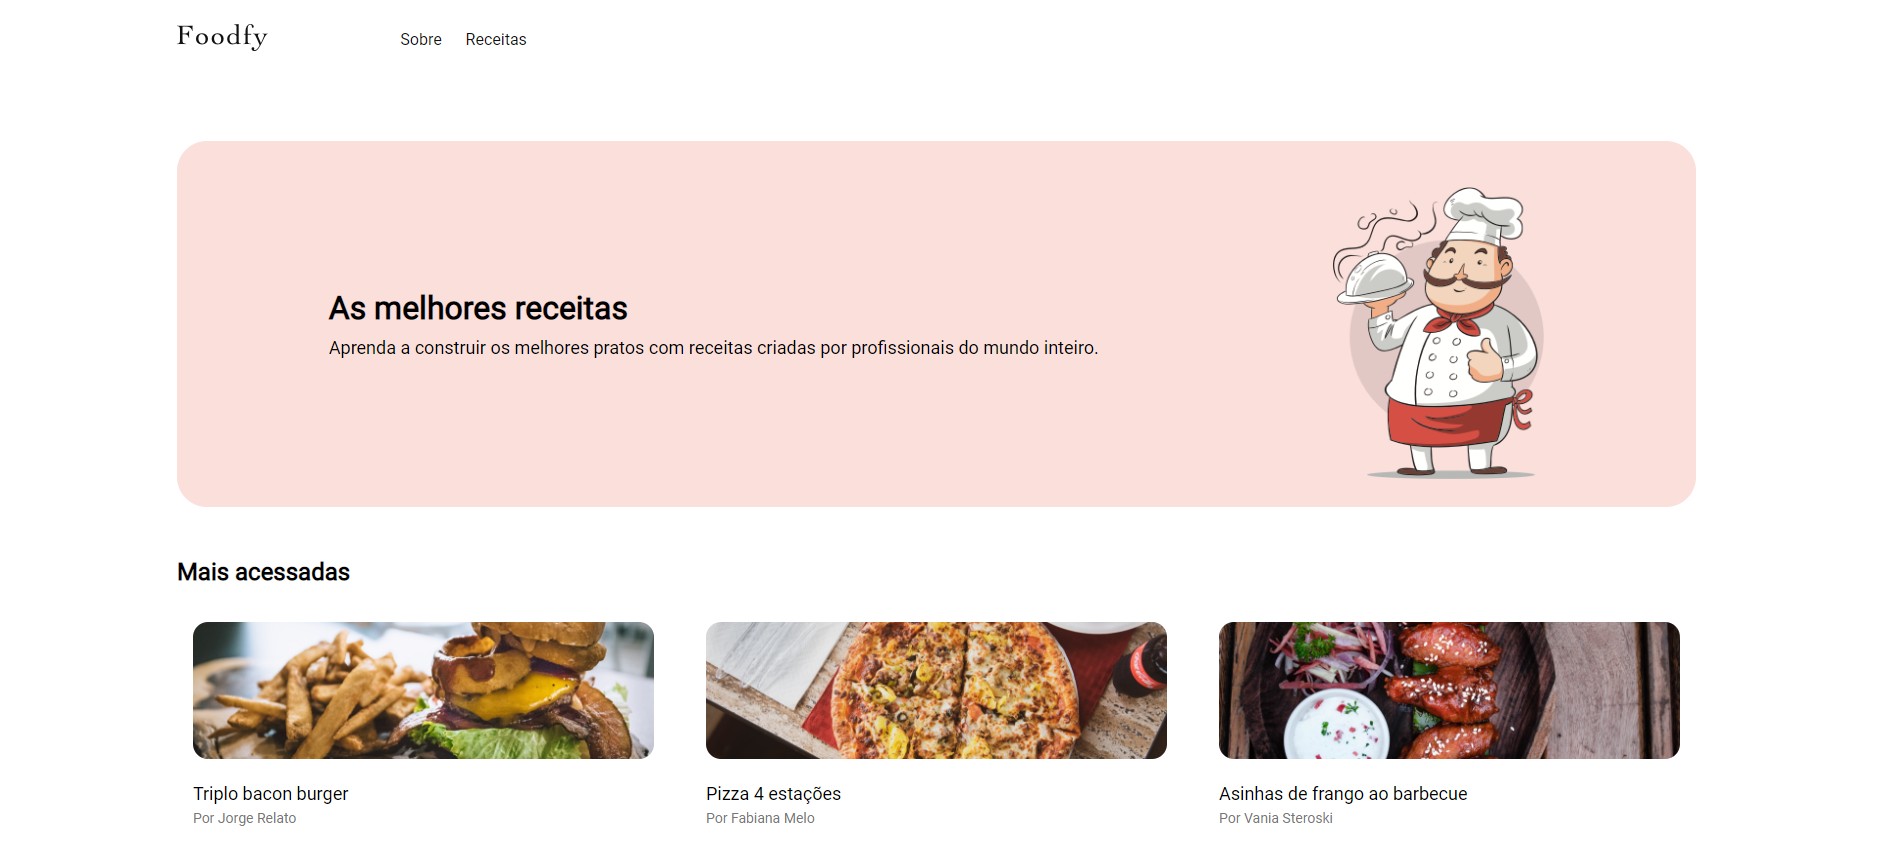 Foodfy
Sobre
Receitas
As melhores receitas
Aprenda a construir os melhores pratos com receitas criadas por profissionais do mundo inteiro.
Mais acessadas
Triplo bacon burger
Por Jorge Relato
Pizza 4 estações
Por Fabiana Melo
Asinhas de frango ao barbecue
Por Vania Steroski